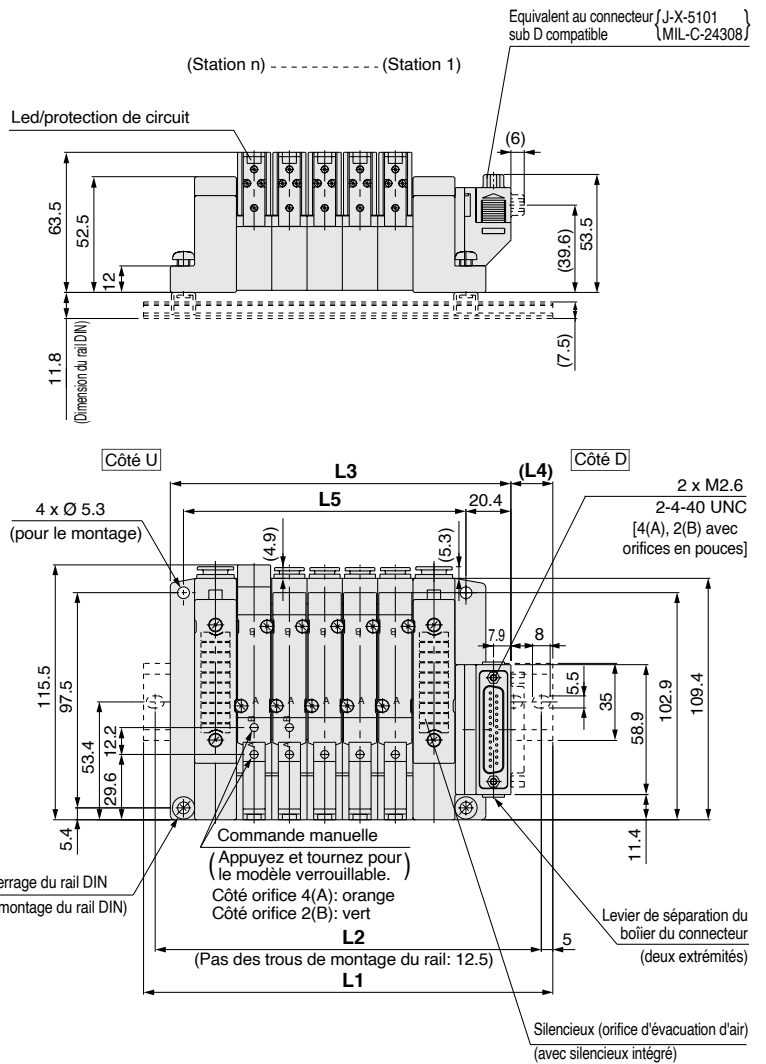 Equivalent au connecteur {J-X-5101
sub D compatible {MIL-C-24308}
(Station n) - - - - - - - - - - - (Station 1)
Led/protection de circuit
(6)
63.5
52.5
12
(39.6)
53.5
11.8
(Dimension du rail DIN)
(7.5)
Côté U
L3
(L4)
Côté D
L5
20.4
2 x M2.6
2-4-40 UNC
[4(A), 2(B) avec
orifices en pouces]
4 x Ø 5.3
(pour le montage)
(4.9)
(5.3)
7.9
8
B B B B B
A A A A A
B B
A A
115.5
97.5
53.4
12.2
29.6
5.4
5.5
35
58.9
102.9
109.4
11.4
Commande manuelle
(Appuyez et tournez pour
le modèle verrouillable.)
Côté orifice 4(A): orange
Côté orifice 2(B): vert
errage du rail DIN
montage du rail DIN)
L2
5
(Pas des trous de montage du rail: 12.5)
L1
Levier de séparation du
boîier du connecteur
(deux extrémités)
Silencieux (orifice d'évacuation d'air)
(avec silencieux intégré)